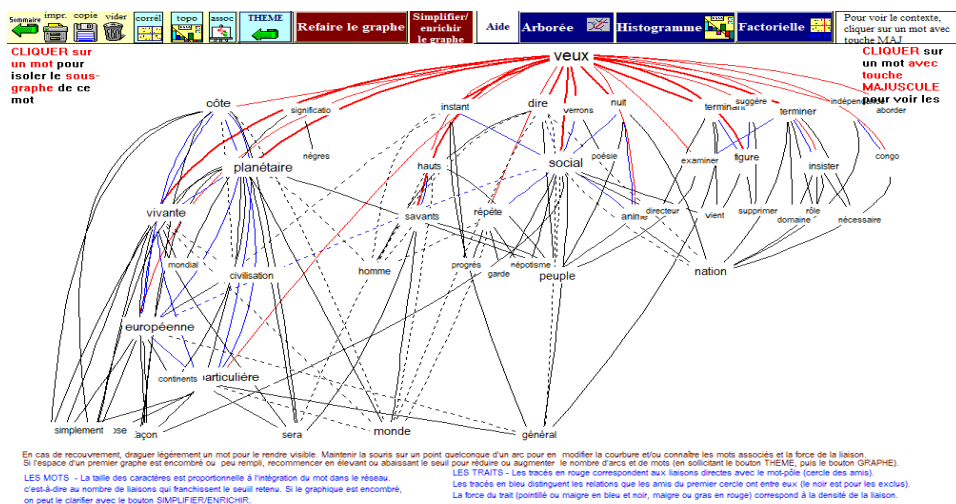 Sommaire
impr.
copie
vider
corrél
topo
assoc
THEME
Refaire le graphe
Simplifier/
enrichir
le graphe
Aide
Arborée
Histogramme
Factorielle
Pour voir le contexte,
cliquer sur un mot avec
touche MAJ
CLIQUER sur
un mot pour
isoler le sous-
graphe de ce
mot
CLIQUER sur
un mot avec
touche
MAJUSCULE
pour voir les
veux
côte
significatio
instant
dire
verrons
nuit
terminant
suggère
terminer
indépendance
aborder
nègres
planétaire
hauts
social
poésie
examiner
figure
insister
congo
vivante
savants
répète
anime
directeur
vient
supprimer
domaine
rôle
nécessaire
mondial
civilisation
homme
progrès
garde
népotisme
peuple
nation
européenne
continents
particulière
simplement
ose
façon
sera
monde
général
En cas de recouvrement, draguer légèrement un mot pour le rendre visible. Maintenir la souris sur un point quelconque d'un arc pour en modifier la courbure et/ou connaître les mots associés et la force de la liaison.
Si l'espace d'un premier graphe est encombré ou peu rempli, recommencer en élevant ou abaissant le seuil pour réduire ou augmenter le nombre d'arcs et de mots (en sollicitant le bouton THEME, puis le bouton GRAPHE).
LES MOTS - La taille des caractères est proportionnelle à l'intégration du mot dans le réseau.
c'est-à-dire au nombre de liaisons qui franchissent le seuil retenu. Si le graphique est encombré,
on peut le clarifier avec le bouton SIMPLIFIER/ENRICHIR.
LES TRAITS - Les tracés en rouge correspondent aux liaisons directes avec le mot-pôle (cercle des amis).
Les tracés en bleu distinguent les relations que les amis du premier cercle ont entre eux (le noir est pour les exclus).
La force du trait (pointillé ou maigre en bleu et noir, maigre ou gras en rouge) correspond à la densité de la liaison.